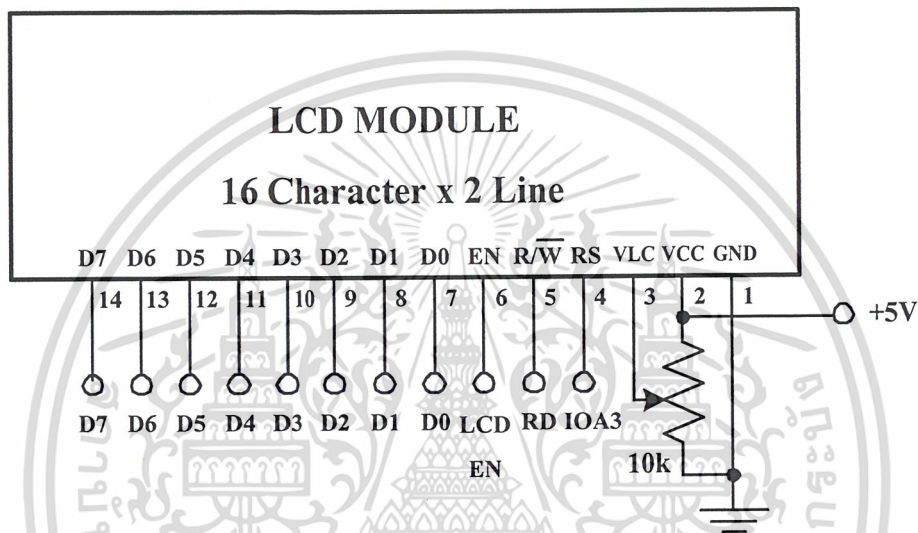 LCD MODULE
16 Character x 2 Line
D7 D6 D5 D4 D3 D2 D1 D0 EN R/W̅ RS VLC VCC GND
14 13 12 11 10 9 8 7 6 5 4 3 2 1
+5V
D7 D6 D5 D4 D3 D2 D1 D0 LCD RD IOA3
EN
10k